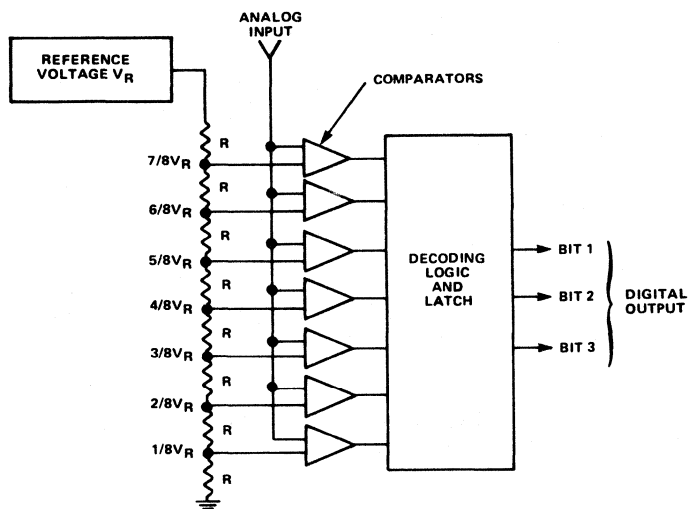 ANALOG
INPUT
REFERENCE
VOLTAGE VR
COMPARATORS
R
7/8VR
R
6/8VR
R
5/8VR
R
4/8VR
R
3/8VR
R
2/8VR
R
1/8VR
R
DECODING
LOGIC
AND
LATCH
BIT 1
BIT 2
BIT 3
DIGITAL
OUTPUT